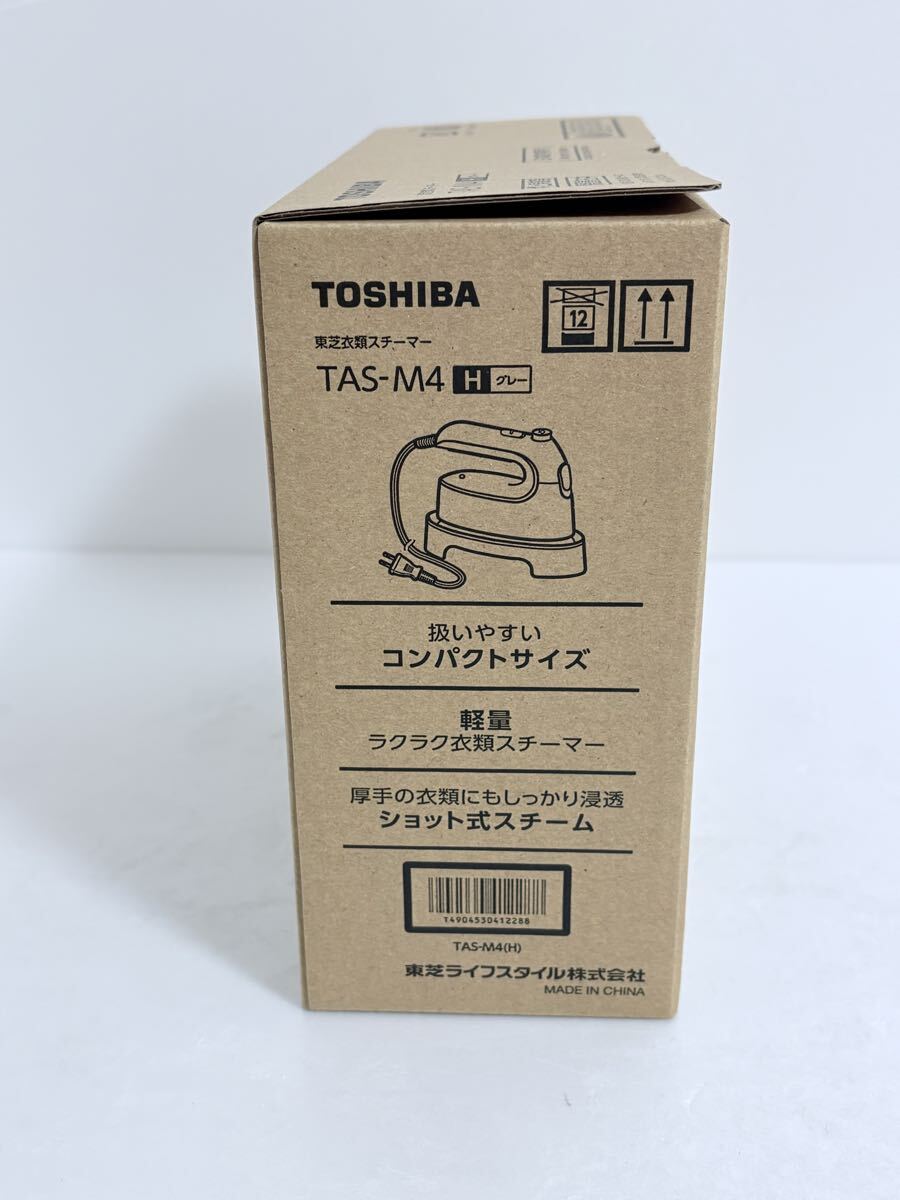 TOSHIBA
TOSHIBA
12
東芝衣類スチーマー
TAS-M4 H グレー
扱いやすい
コンパクトサイズ
軽量
ラクラク衣類スチーマー
厚手の衣類にもしっかり浸透
ショット式スチーム
T4904530412288
TAS-M4(H)
東芝ライフスタイル株式会社
MADE IN CHINA